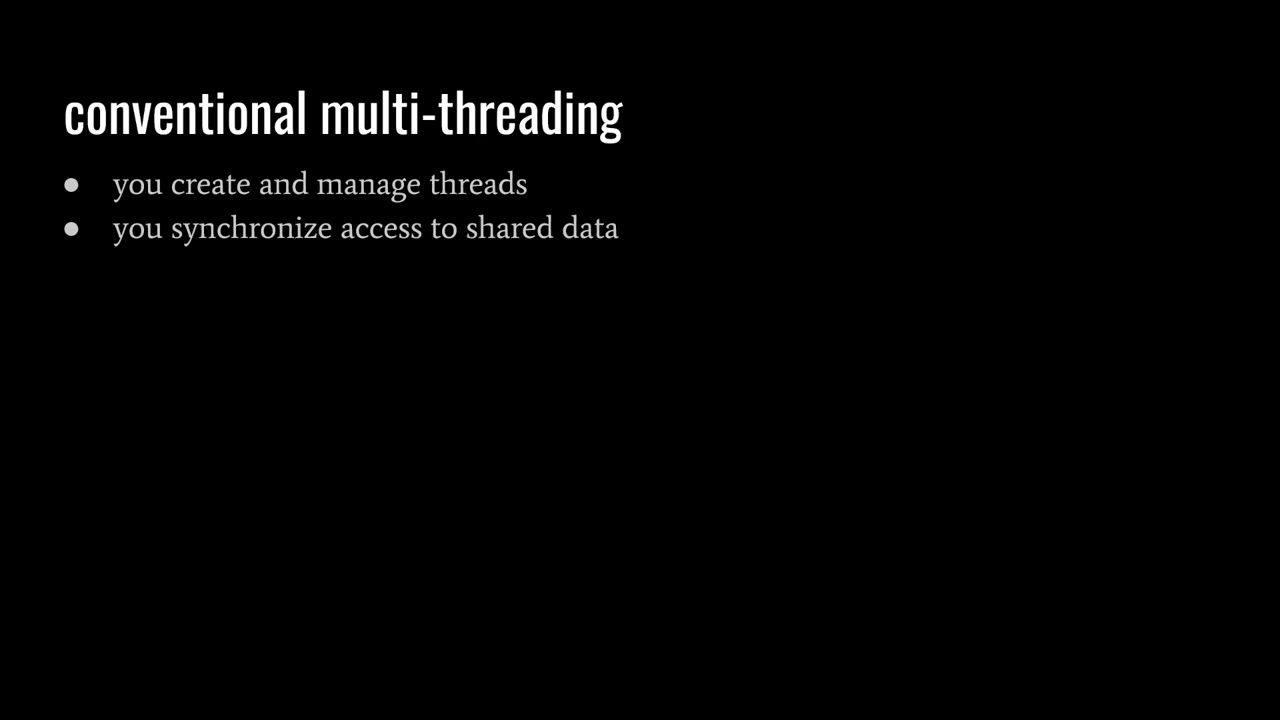 conventional multi-threading
● you create and manage threads
● you synchronize access to shared data